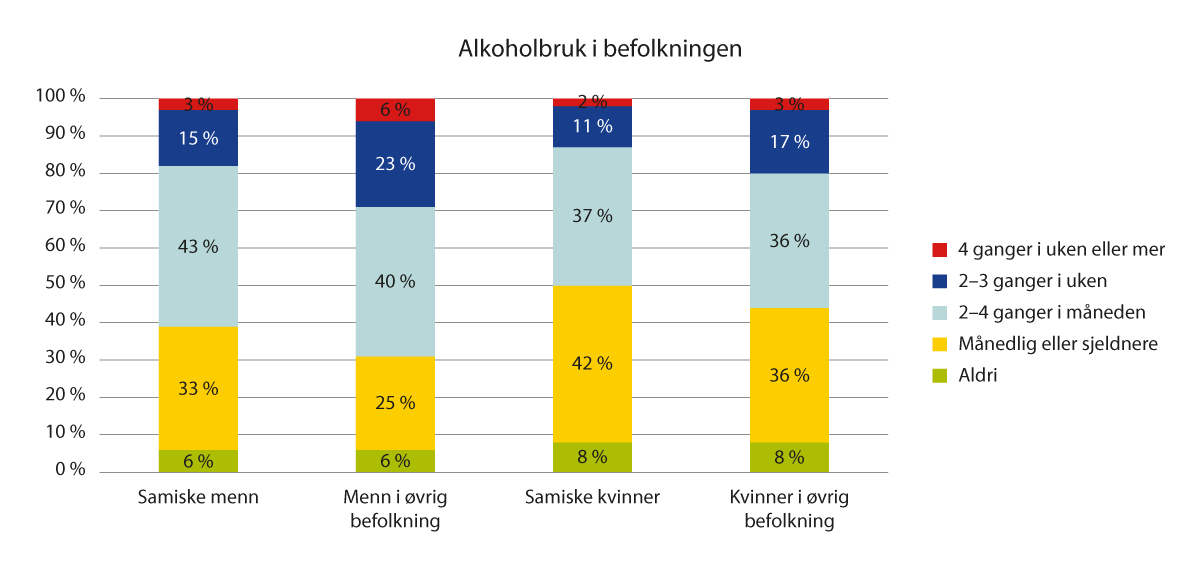 Alkoholbruk i befolkningen
100 %
90 %
80 %
70 %
60 %
50 %
40 %
30 %
20 %
10 %
0 %
3 %
15 %
43 %
33 %
6 %
6 %
23 %
40 %
25 %
6 %
2 %
11 %
37 %
42 %
8 %
3 %
17 %
36 %
36 %
8 %
Samiske menn
Menn i øvrig
befolkning
Samiske kvinner
Kvinner i øvrig
befolkning
4 ganger i uken eller mer
2–3 ganger i uken
2–4 ganger i måneden
Månedlig eller sjeldnere
Aldri